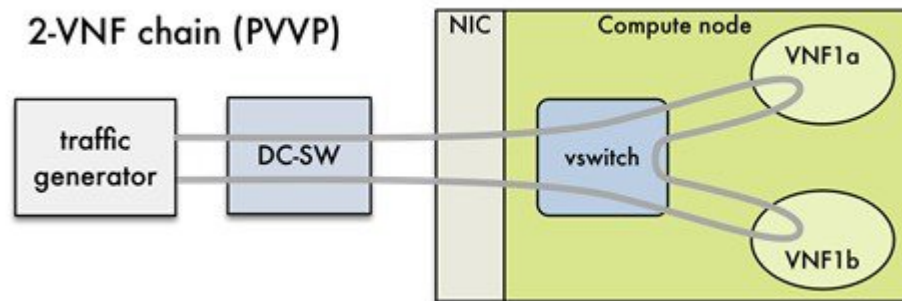 2-VNF chain (PVVP)
NIC
Compute node
VNF1a
traffic
generator
DC-SW
vswitch
VNF1b